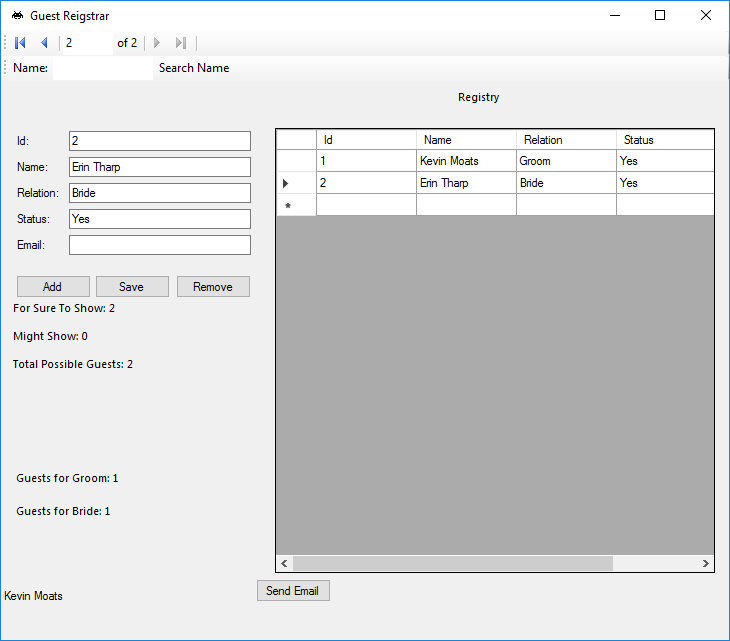 Guest Reigstrar
2 of 2
Name: Search Name
Registry
Id: 2
Name: Erin Tharp
Relation: Bride
Status: Yes
Email:
Add Save Remove
For Sure To Show: 2
Might Show: 0
Total Possible Guests: 2
Guests for Groom: 1
Guests for Bride: 1
Id Name Relation Status
1 Kevin Moats Groom Yes
2 Erin Tharp Bride Yes
*
Send Email
Kevin Moats